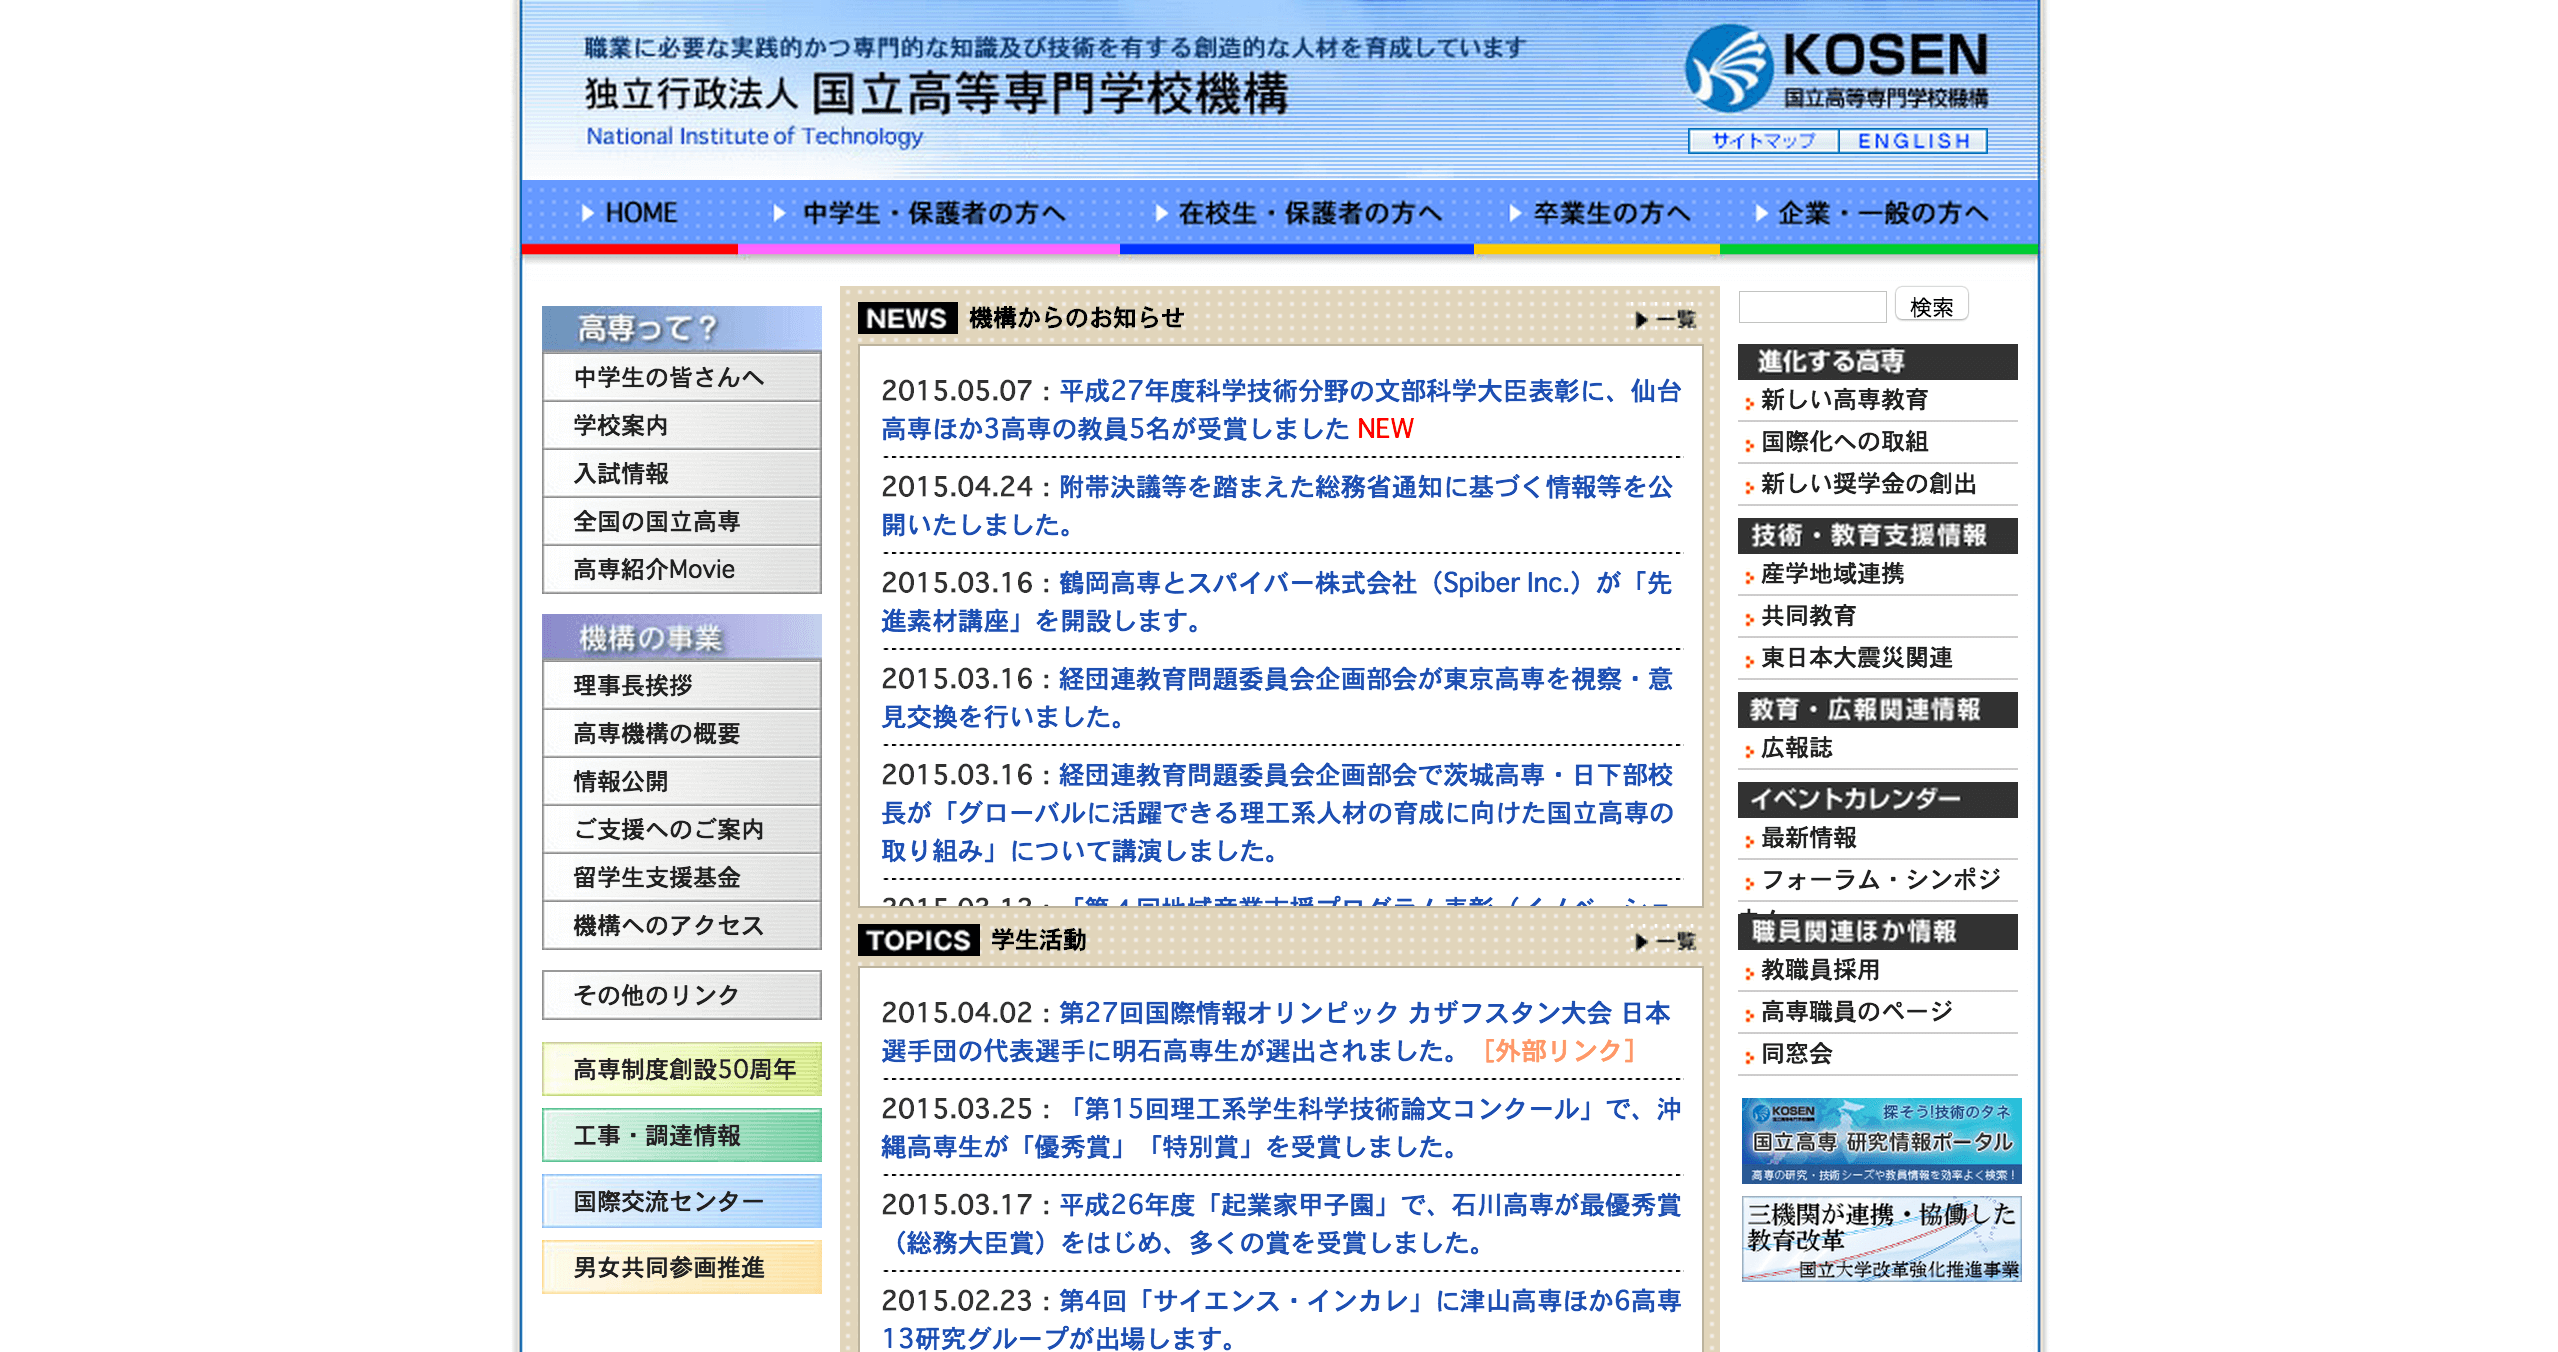 職業に必要な実践的かつ専門的な知識及び技術を有する創造的な人材を育成しています
独立行政法人 国立高等専門学校機構
National Institute of Technology
KOSEN
国立高等専門学校機構
サイトマップ
ENGLISH
HOME
中学生・保護者の方へ
在校生・保護者の方へ
卒業生の方へ
企業・一般の方へ
高専って？
中学生の皆さんへ
学校案内
入試情報
全国の国立高専
高専紹介Movie
機構の事業
理事長挨拶
高専機構の概要
情報公開
ご支援へのご案内
留学生支援基金
機構へのアクセス
その他のリンク
高専制度創設50周年
工事・調達情報
国際交流センター
男女共同参画推進
NEWS 機構からのお知らせ
一覧
2015.05.07：平成27年度科学技術分野の文部科学大臣表彰に、仙台
高専ほか3高専の教員5名が受賞しました NEW
2015.04.24：附帯決議等を踏まえた総務省通知に基づく情報等を公
開いたしました。
2015.03.16：鶴岡高専とスパイバー株式会社（Spiber Inc.）が「先
進素材講座」を開設します。
2015.03.16：経団連教育問題委員会企画部会が東京高専を視察・意
見交換を行いました。
2015.03.16：経団連教育問題委員会企画部会で茨城高専・日下部校
長が「グローバルに活躍できる理工系人材の育成に向けた国立高専の
取り組み」について講演しました。
TOPICS 学生活動
一覧
2015.04.02：第27回国際情報オリンピック カザフスタン大会 日本
選手団の代表選手に明石高専生が選出されました。［外部リンク］
2015.03.25：「第15回理工系学生科学技術論文コンクール」で、沖
縄高専生が「優秀賞」「特別賞」を受賞しました。
2015.03.17：平成26年度「起業家甲子園」で、石川高専が最優秀賞
（総務大臣賞）をはじめ、多くの賞を受賞しました。
2015.02.23：第4回「サイエンス・インカレ」に津山高専ほか6高専
13研究グループが出場します。
検索
進化する高専
新しい高専教育
国際化への取組
新しい奨学金の創出
技術・教育支援情報
産学地域連携
共同教育
東日本大震災関連
教育・広報関連情報
広報誌
イベントカレンダー
最新情報
フォーラム・シンポジ
職員関連ほか情報
教職員採用
高専職員のページ
同窓会
KOSEN
探そう！技術のタネ
国立高専 研究情報ポータル
高専の研究・技術シーズや教員情報を効率よく検索！
三機関が連携・協働した
教育改革
国立大学改革強化推進事業